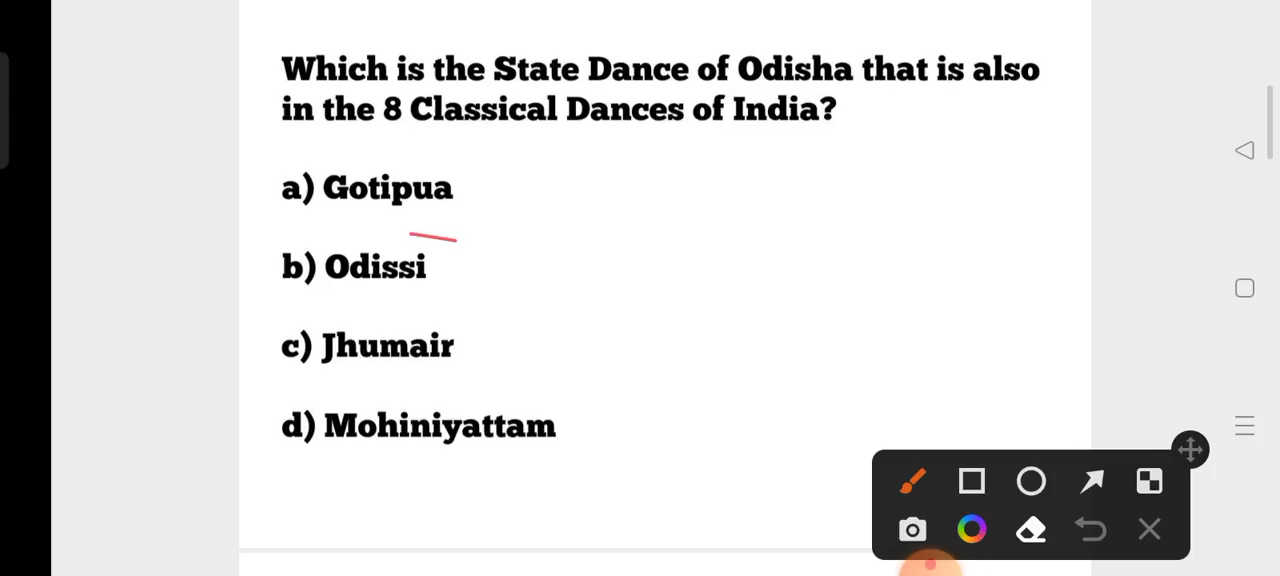 Which is the State Dance of Odisha that is also
in the 8 Classical Dances of India?
a) Gotipua
b) Odissi
c) Jhumair
d) Mohiniyattam